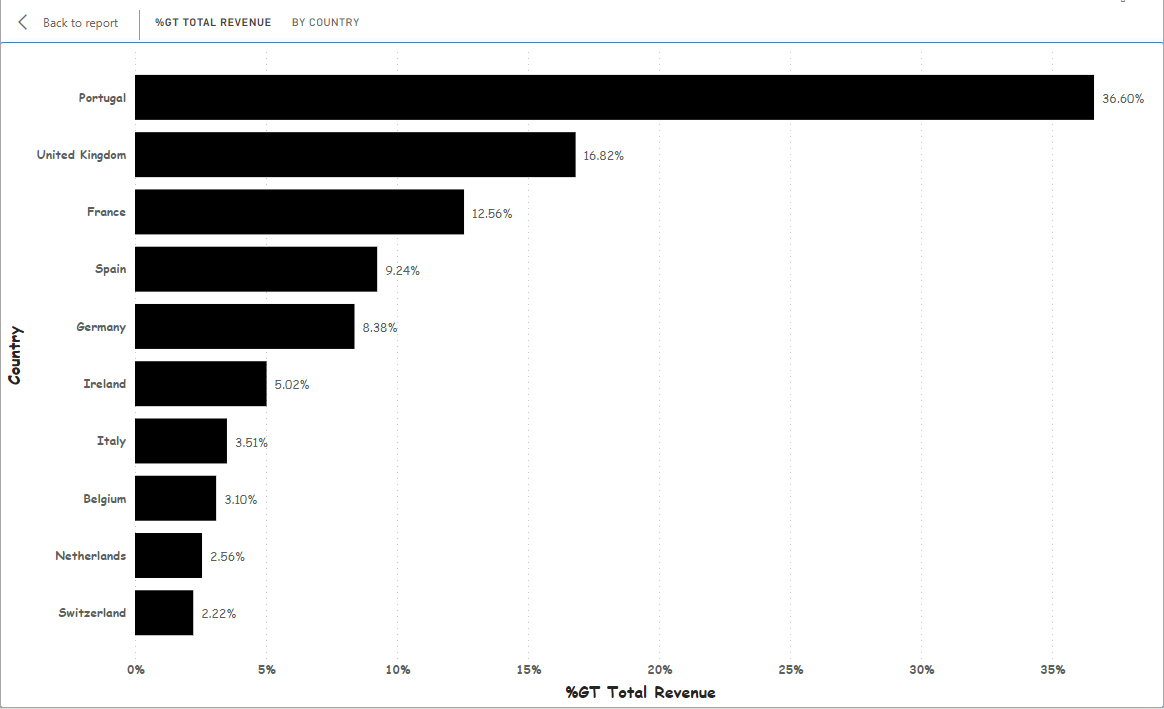 Back to report %GT TOTAL REVENUE BY COUNTRY
Portugal 36.60%
United Kingdom 16.82%
France 12.56%
Spain 9.24%
Germany 8.38%
Ireland 5.02%
Italy 3.51%
Belgium 3.10%
Netherlands 2.56%
Switzerland 2.22%
Country
0% 5% 10% 15% 20% 25% 30% 35%
%GT Total Revenue